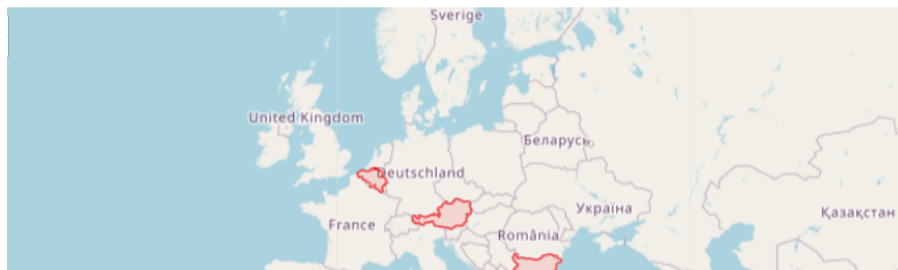 Sverige
United Kingdom
Беларусь
Deutschland
Україна
Қазақстан
France
România